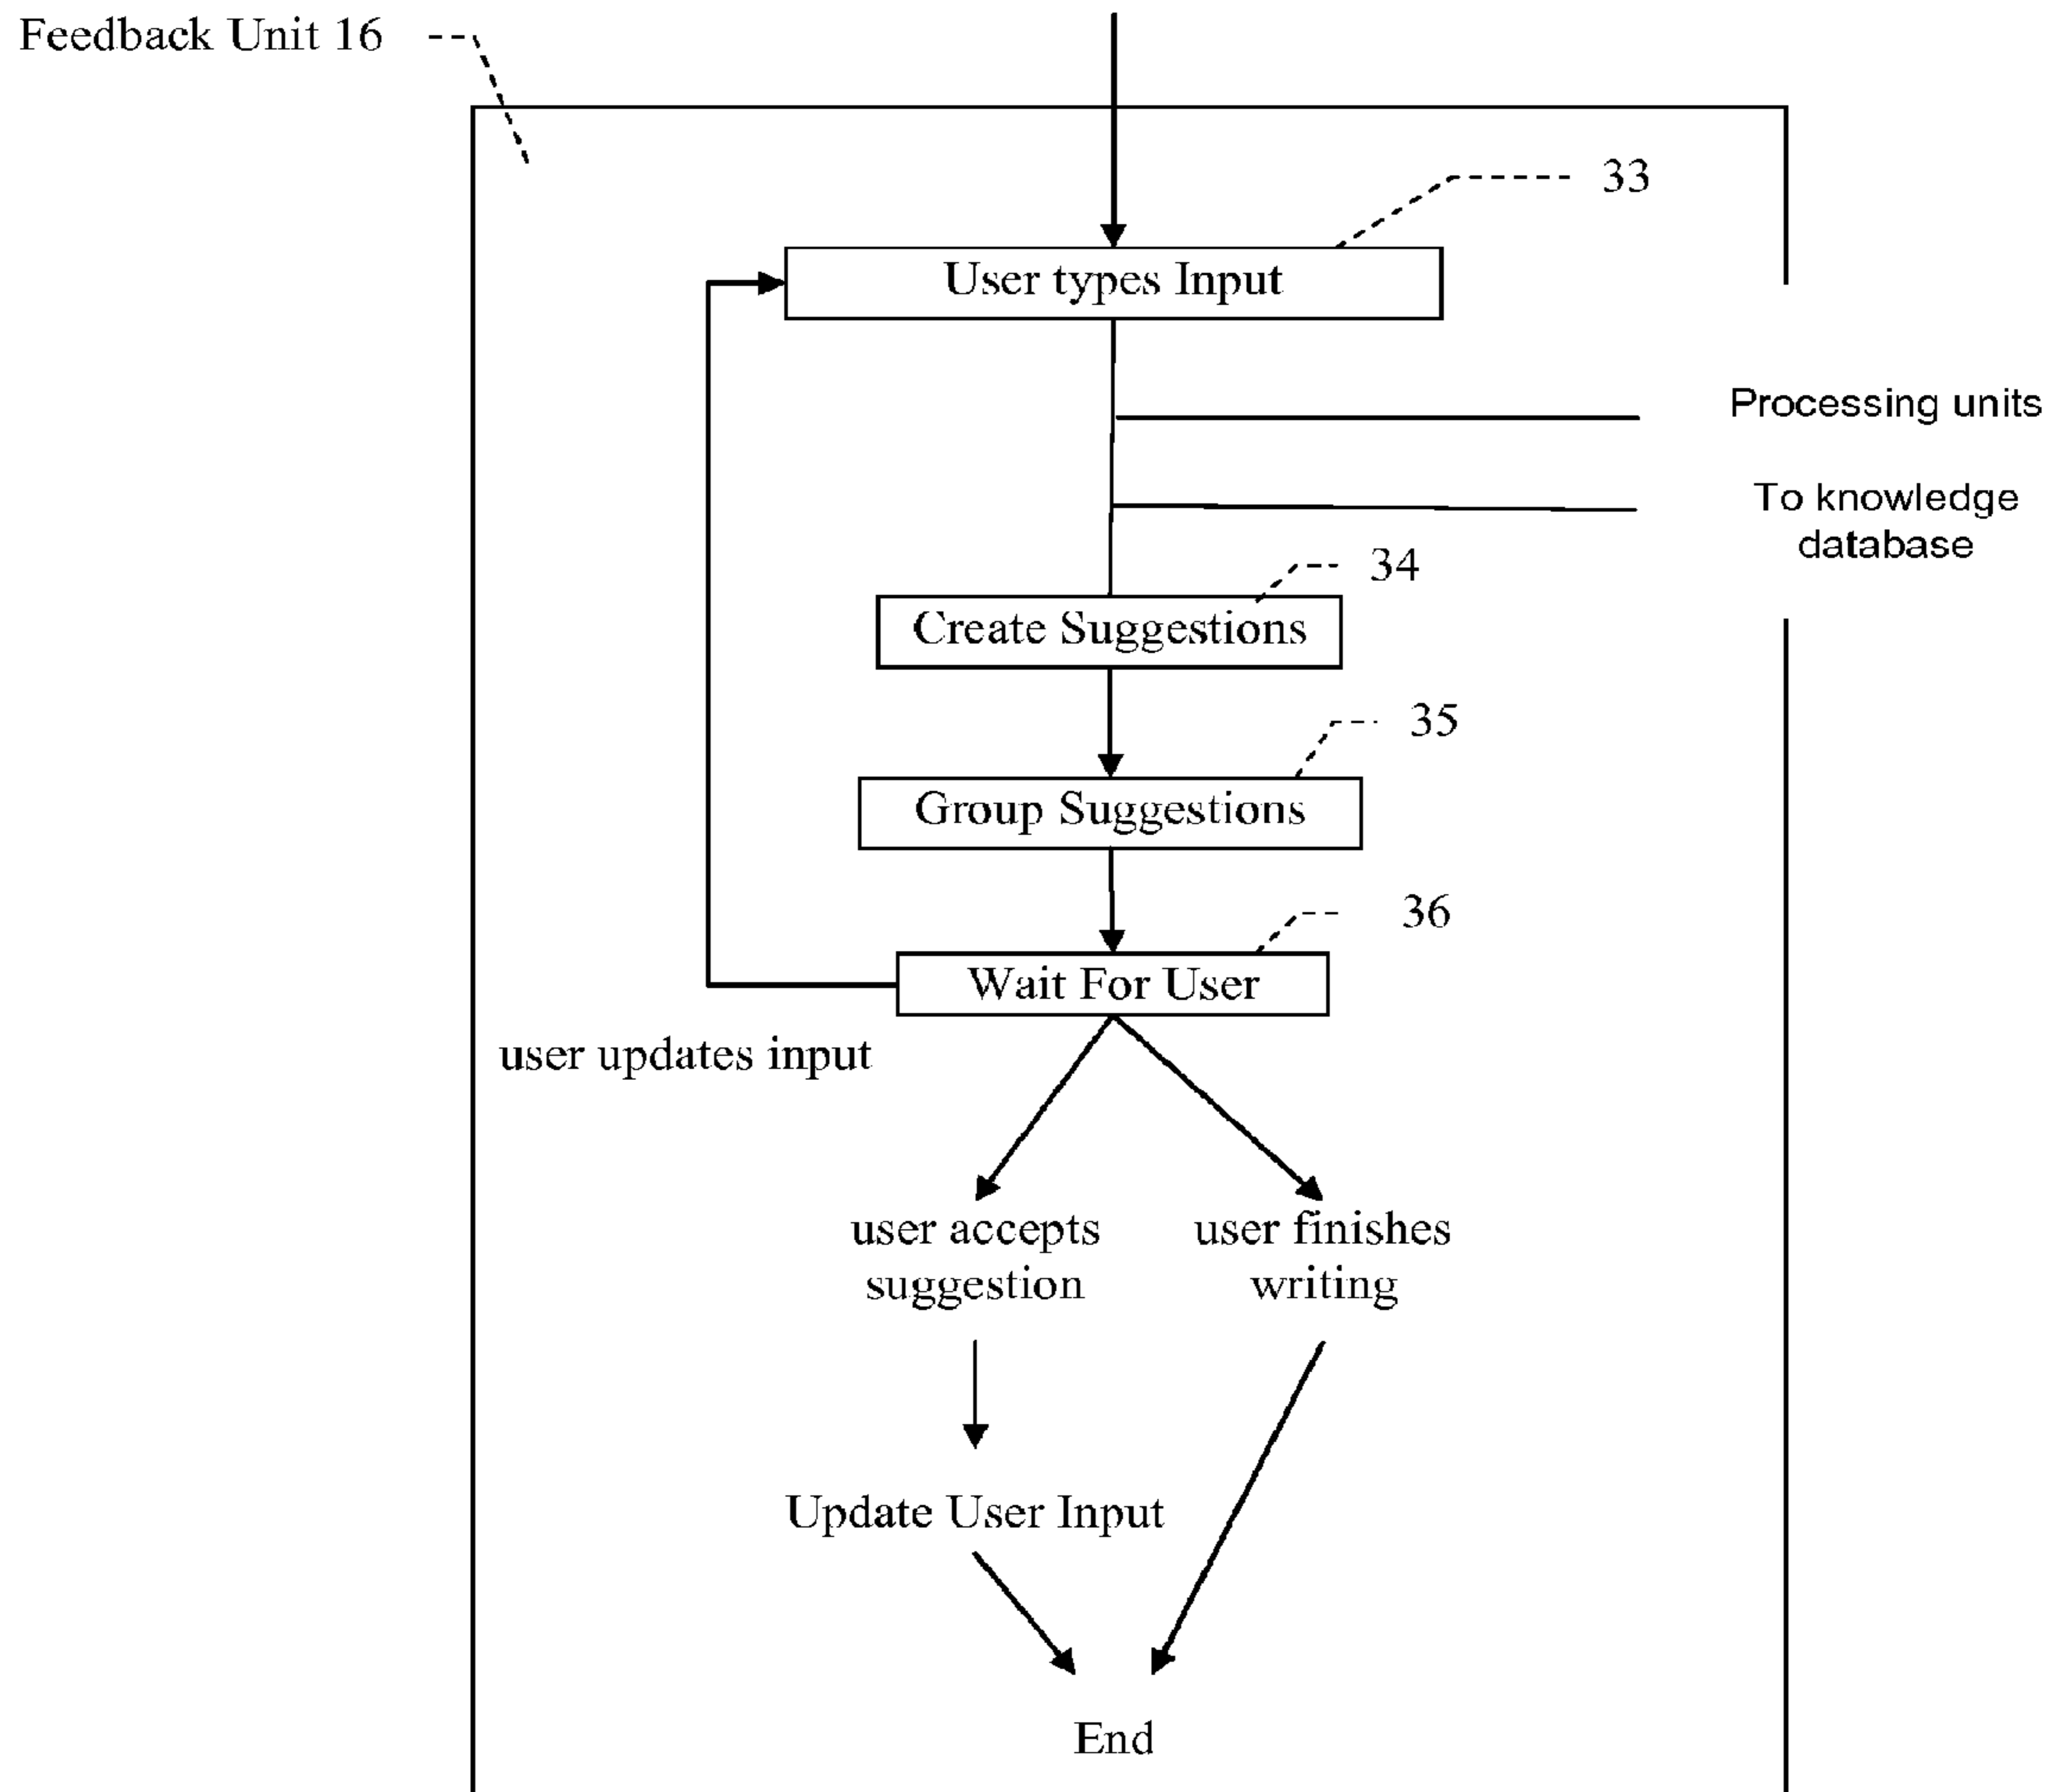 Feedback Unit 16
33
User types Input
Processing units
To knowledge
database
34
Create Suggestions
35
Group Suggestions
36
Wait For User
user updates input
user accepts
suggestion
user finishes
writing
Update User Input
End